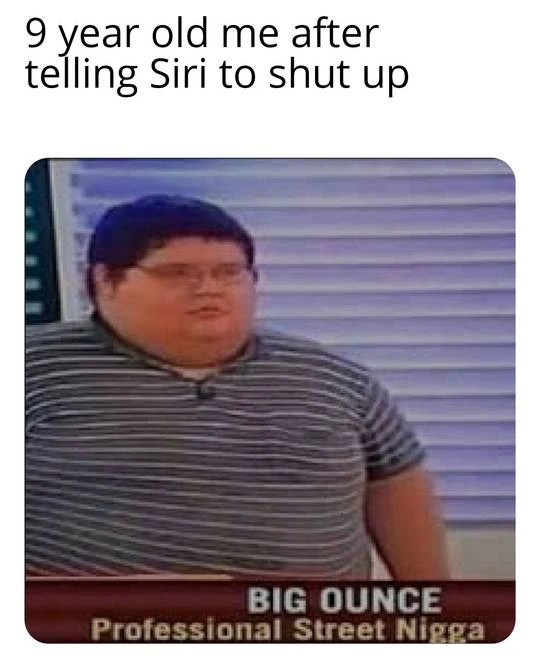 9 year old me after
telling Siri to shut up
BIG OUNCE
Professional Street Nigga